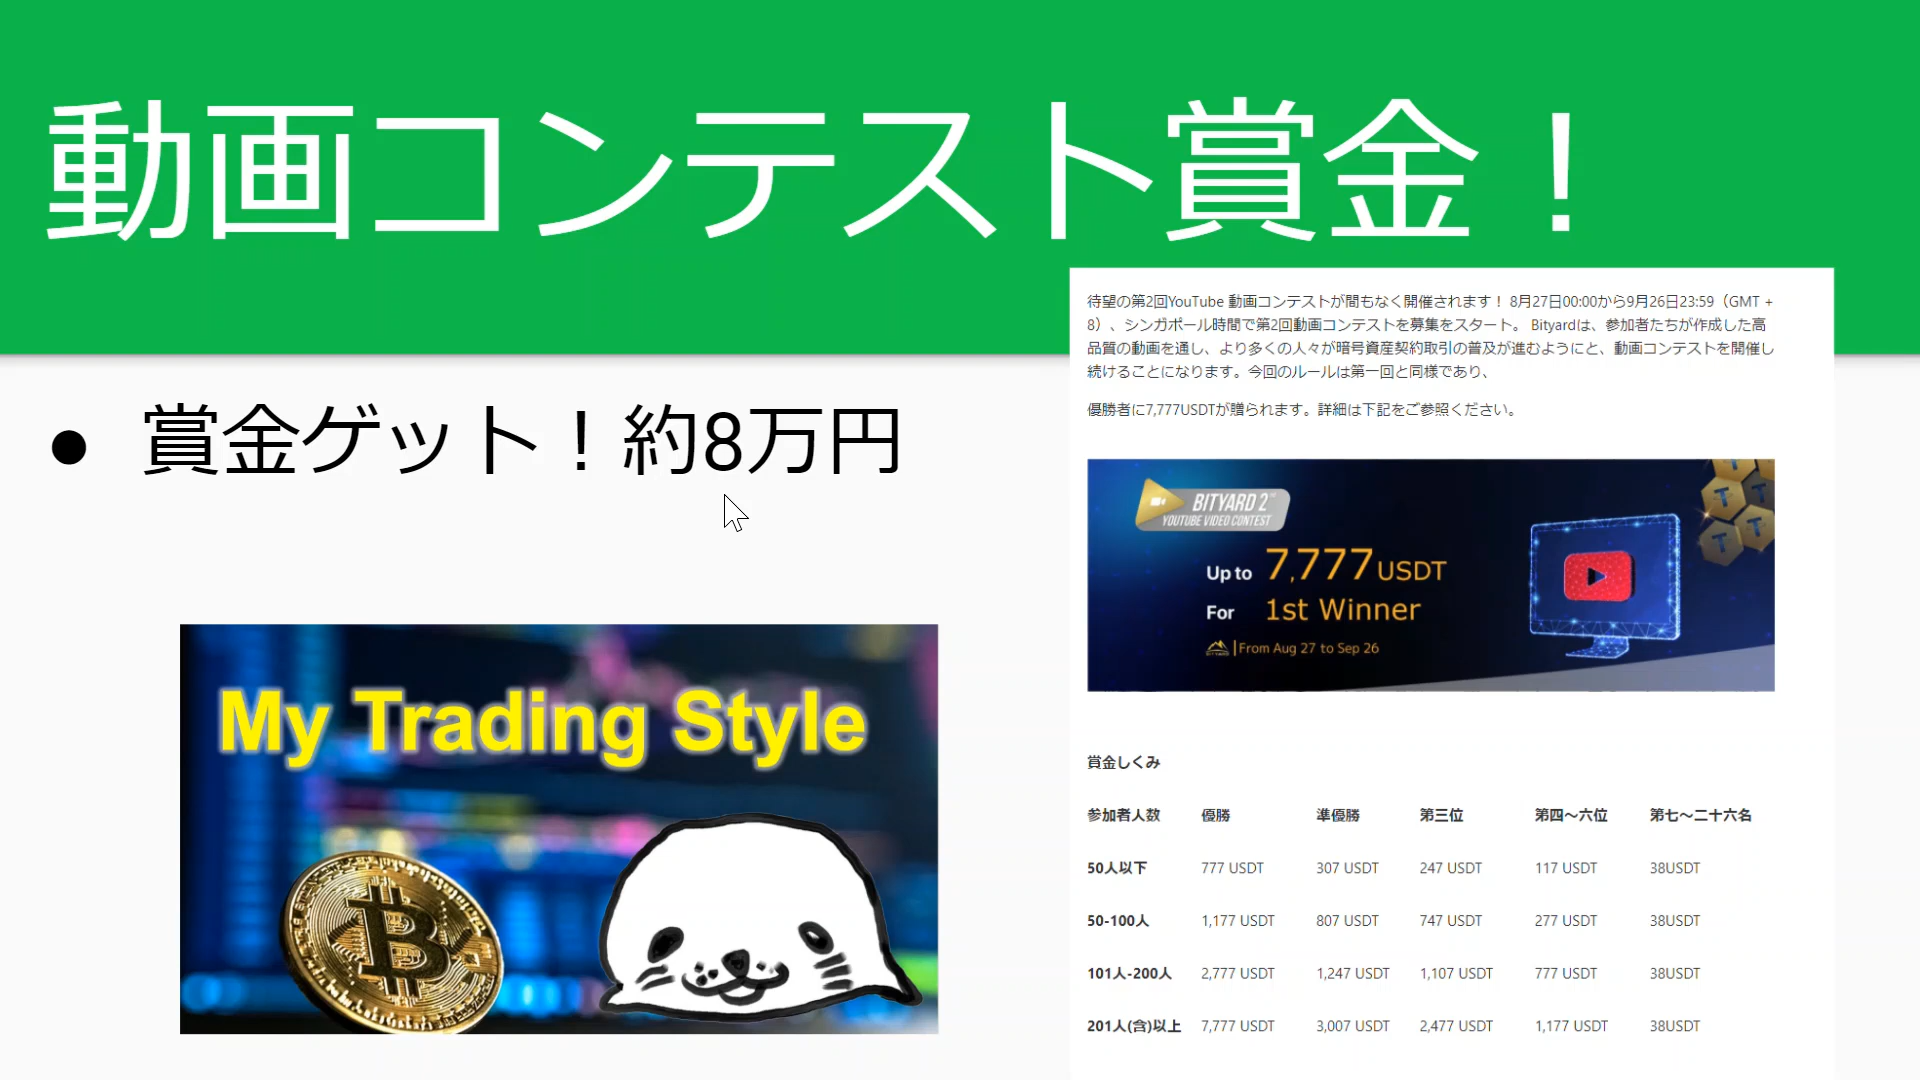 動画コンテスト賞金！
● 賞金ゲット！約8万円
My Trading Style
待望の第2回YouTube 動画コンテストが間もなく開催されます！ 8月27日00:00から9月26日23:59（GMT +
8）、シンガポール時間で第2回動画コンテストを募集をスタート。 Bityardは、参加者たちが作成した高
品質の動画を通し、より多くの人々が暗号資産契約取引の普及が進むようにと、動画コンテストを開催し
続けることになります。今回のルールは第一回と同様であり、
優勝者に7,777USDTが贈られます。詳細は下記をご参照ください。
BITYARD 2
YOUTUBE VIDEO CONTEST
Up to 7,777 USDT
For 1st Winner
From Aug 27 to Sep 26
賞金しくみ
参加者人数 優勝 準優勝 第三位 第四～六位 第七～二十六名
50人以下 777 USDT 307 USDT 247 USDT 117 USDT 38USDT
50-100人 1,177 USDT 807 USDT 747 USDT 277 USDT 38USDT
101人-200人 2,777 USDT 1,247 USDT 1,107 USDT 777 USDT 38USDT
201人(含)以上 7,777 USDT 3,007 USDT 2,477 USDT 1,177 USDT 38USDT